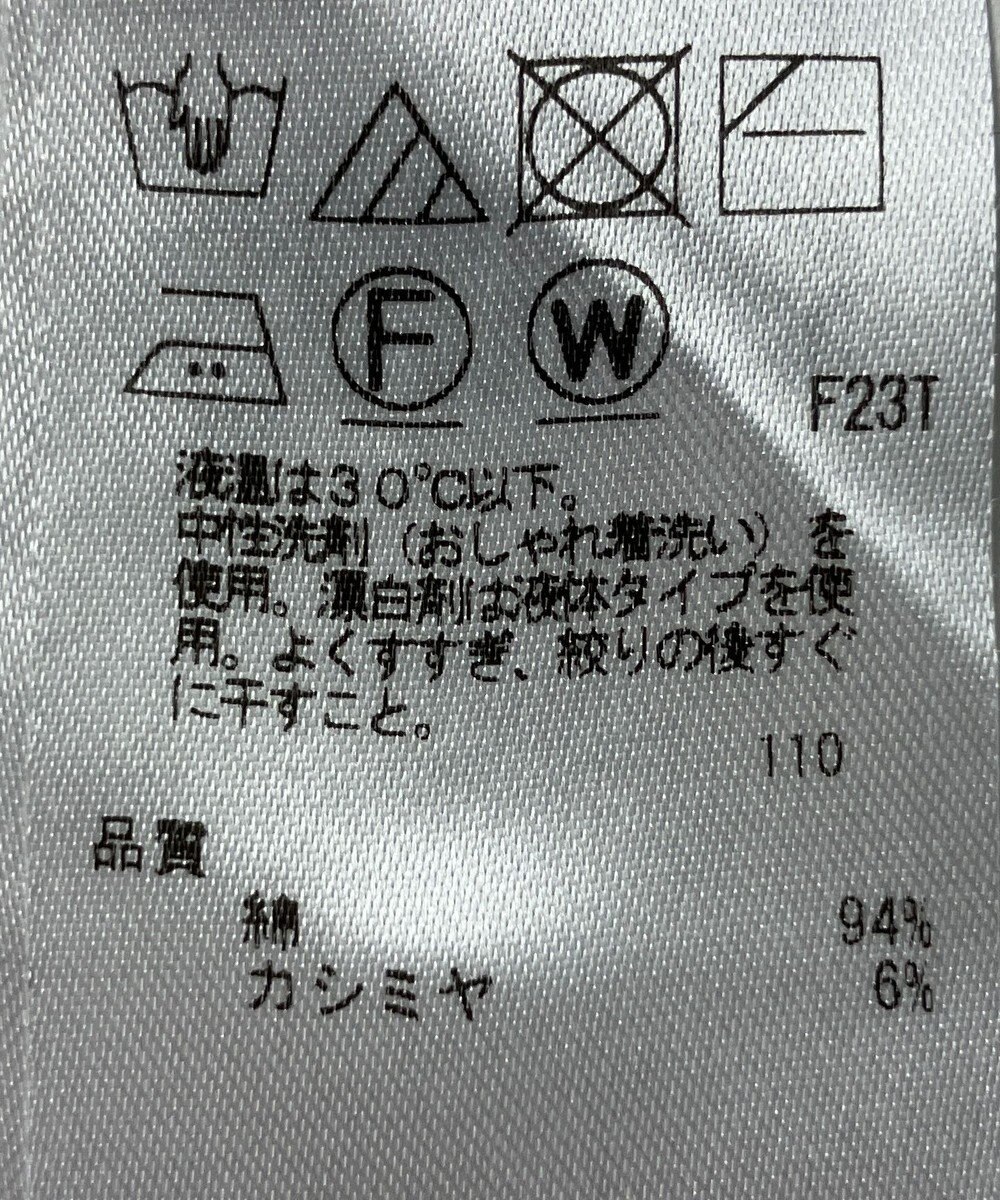 F
W
F23T
液温は30℃以下。
中性洗剤（おしゃれ着洗い）を
使用。漂白剤は液体タイプを使
用。よくすすぎ、絞りの後すぐ
に干すこと。
110
品質
綿 94%
カシミヤ 6%